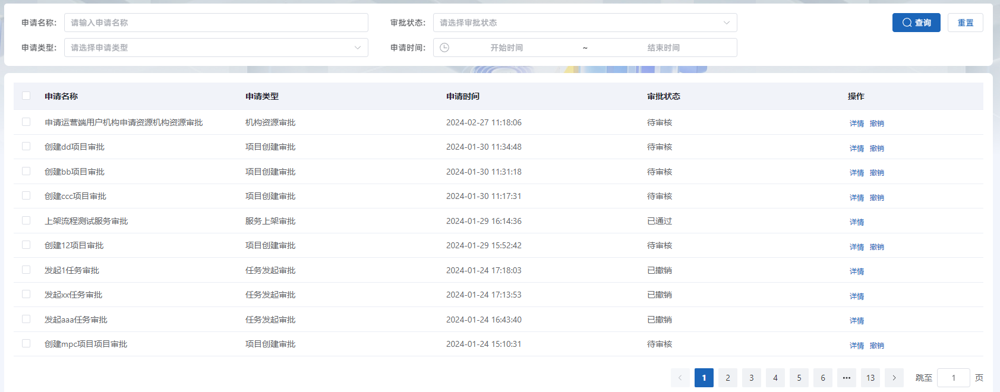 申请名称: 请输入申请名称 审批状态: 请选择审批状态 查询 重置
申请类型: 请选择申请类型 申请时间: 开始时间 ~ 结束时间
申请名称 申请类型 申请时间 审批状态 操作
申请运营端用户机构申请资源机构资源审批 机构资源审批 2024-02-27 11:18:06 待审核 详情 撤销
创建dd项目审批 项目创建审批 2024-01-30 11:34:48 待审核 详情 撤销
创建bb项目审批 项目创建审批 2024-01-30 11:31:18 待审核 详情 撤销
创建ccc项目审批 项目创建审批 2024-01-30 11:17:31 待审核 详情 撤销
上架流程测试服务审批 服务上架审批 2024-01-29 16:14:36 已通过 详情
创建12项目审批 项目创建审批 2024-01-29 15:52:42 待审核 详情 撤销
发起1任务审批 任务发起审批 2024-01-24 17:18:03 已撤销 详情
发起xx任务审批 任务发起审批 2024-01-24 17:13:53 已撤销 详情
发起aaa任务审批 任务发起审批 2024-01-24 16:43:40 已撤销 详情
创建mpc项目项目审批 项目创建审批 2024-01-24 15:10:31 待审核 详情 撤销
1 2 3 4 5 6 ••• 13 跳至 1 页